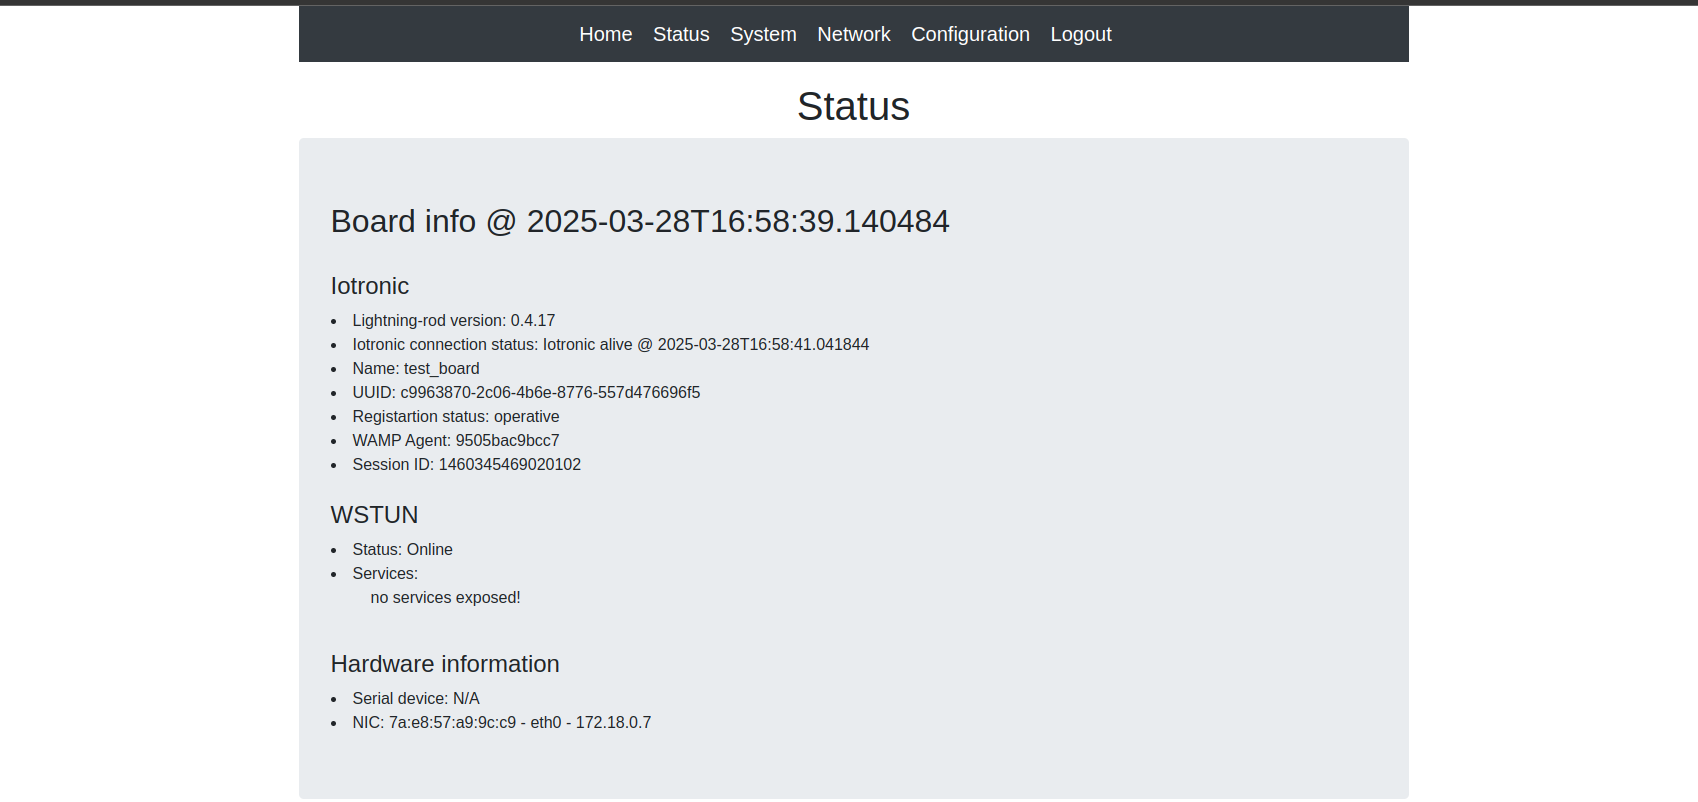 Home Status System Network Configuration Logout
Status
Board info @ 2025-03-28T16:58:39.140484
Iotronic
Lightning-rod version: 0.4.17
Iotronic connection status: Iotronic alive @ 2025-03-28T16:58:41.041844
Name: test_board
UUID: c9963870-2c06-4b6e-8776-557d476696f5
Registartion status: operative
WAMP Agent: 9505bac9bcc7
Session ID: 1460345469020102
WSTUN
Status: Online
Services:
no services exposed!
Hardware information
Serial device: N/A
NIC: 7a:e8:57:a9:9c:c9 - eth0 - 172.18.0.7